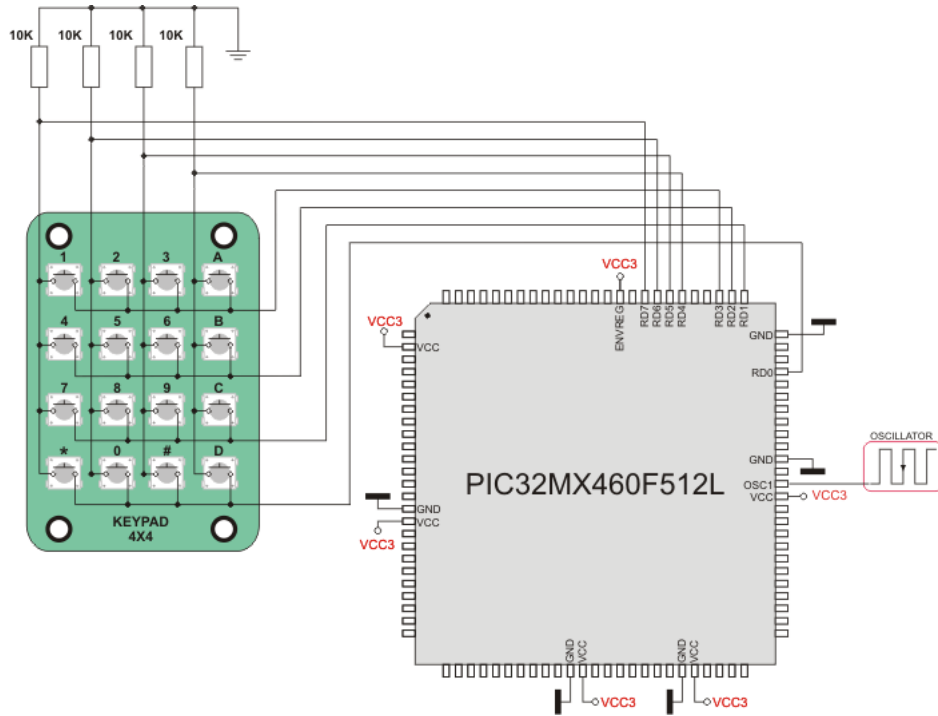 10K 10K 10K 10K
VCC3
ENVREG RD7 RD6 RD5 RD4 RD3 RD2 RD1
1 2 3 A
4 5 6 B
7 8 9 C
* 0 # D
KEYPAD
4X4
VCC3
VCC
GND
RD0
GND
OSC1
VCC VCC3
OSCILLATOR
PIC32MX460F512L
GND
VCC
VCC3
GND VCC GND VCC
VCC3 VCC3